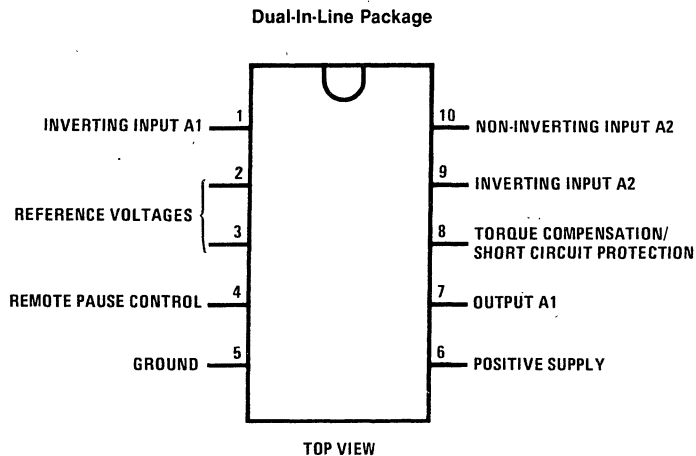 Dual-In-Line Package
INVERTING INPUT A1
1
10
NON-INVERTING INPUT A2
2
9
INVERTING INPUT A2
REFERENCE VOLTAGES
3
8
TORQUE COMPENSATION/
SHORT CIRCUIT PROTECTION
REMOTE PAUSE CONTROL
4
7
OUTPUT A1
GROUND
5
6
POSITIVE SUPPLY
TOP VIEW